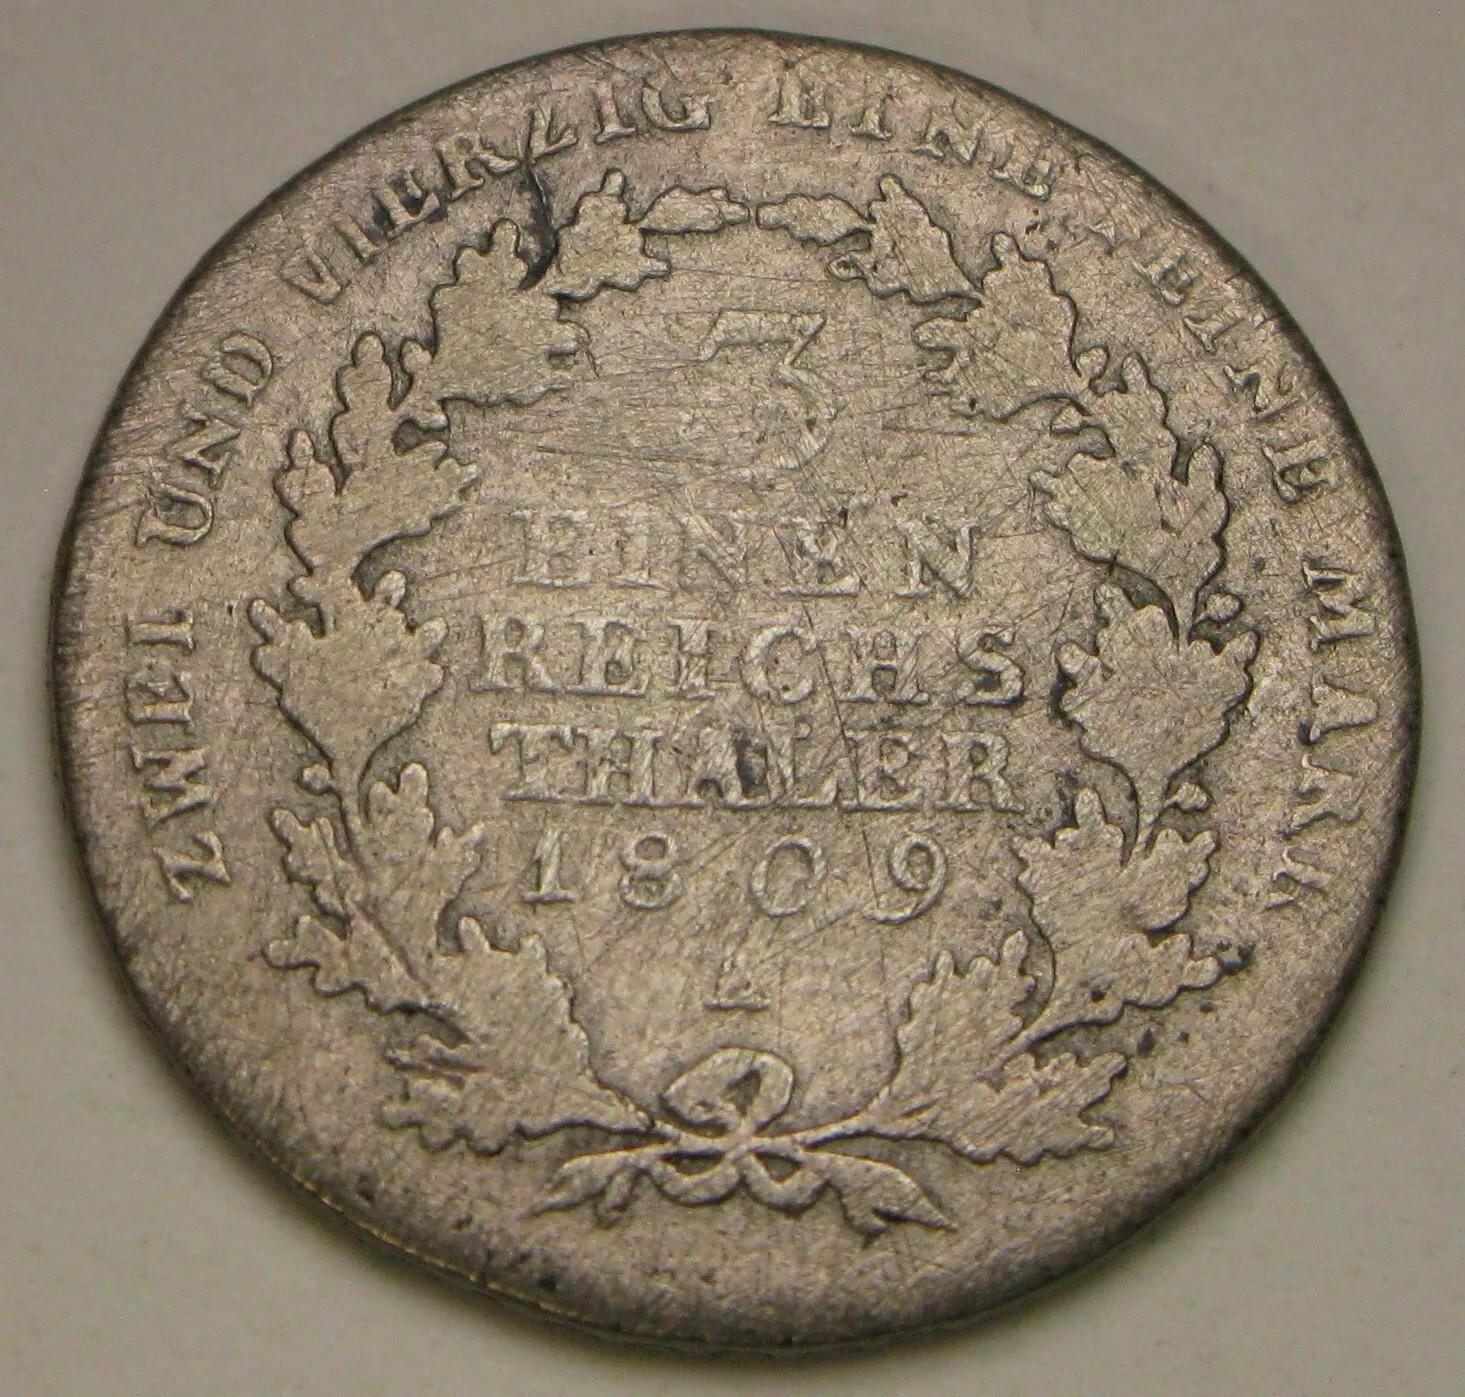 ZWEI UND VIERZIG EINE FEINE MARK
3
EINEN
REICHS
THALER
1809